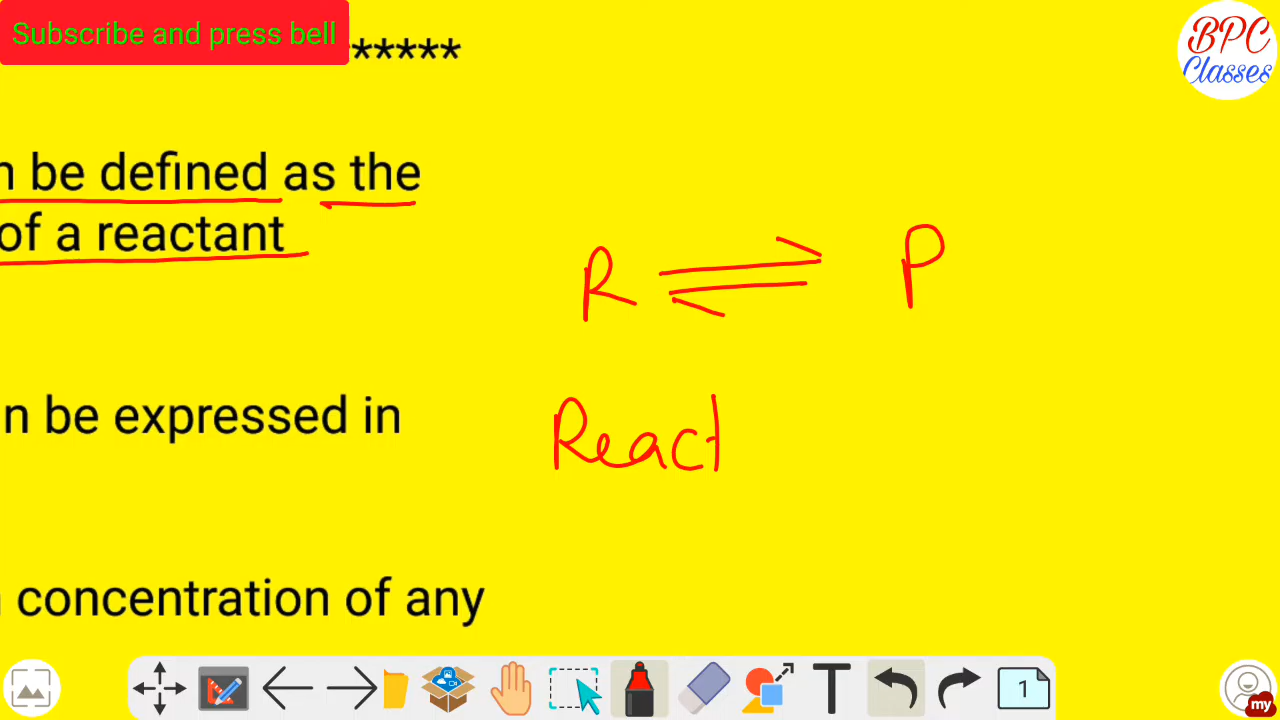 Subscribe and press bell
*****
BPC
Classes
n be defined as the
of a reactant
R ⇌ P
n be expressed in
React
concentration of any
1
my